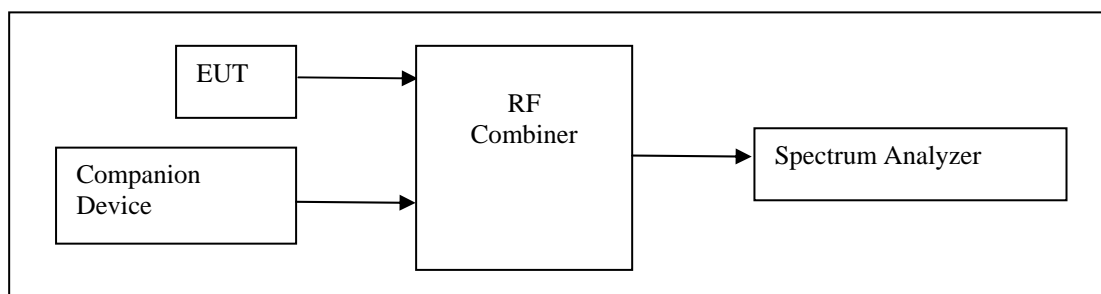 EUT
RF
Combiner
Companion
Device
Spectrum Analyzer